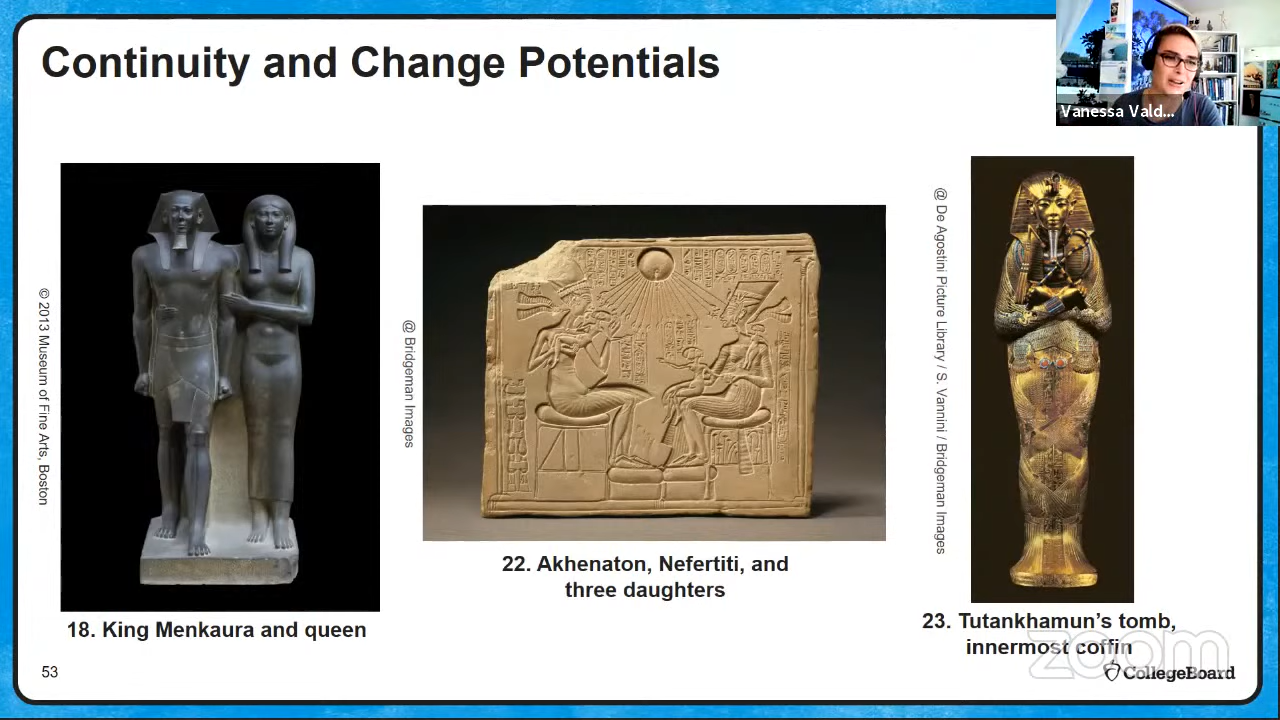 Continuity and Change Potentials
Vanessa Vald...
© 2013 Museum of Fine Arts, Boston
18. King Menkaura and queen
@ Bridgeman Images
22. Akhenaton, Nefertiti, and
three daughters
@ De Agostini Picture Library / S. Vannini / Bridgeman Images
23. Tutankhamun's tomb,
innermost coffin
zoom
53
CollegeBoard